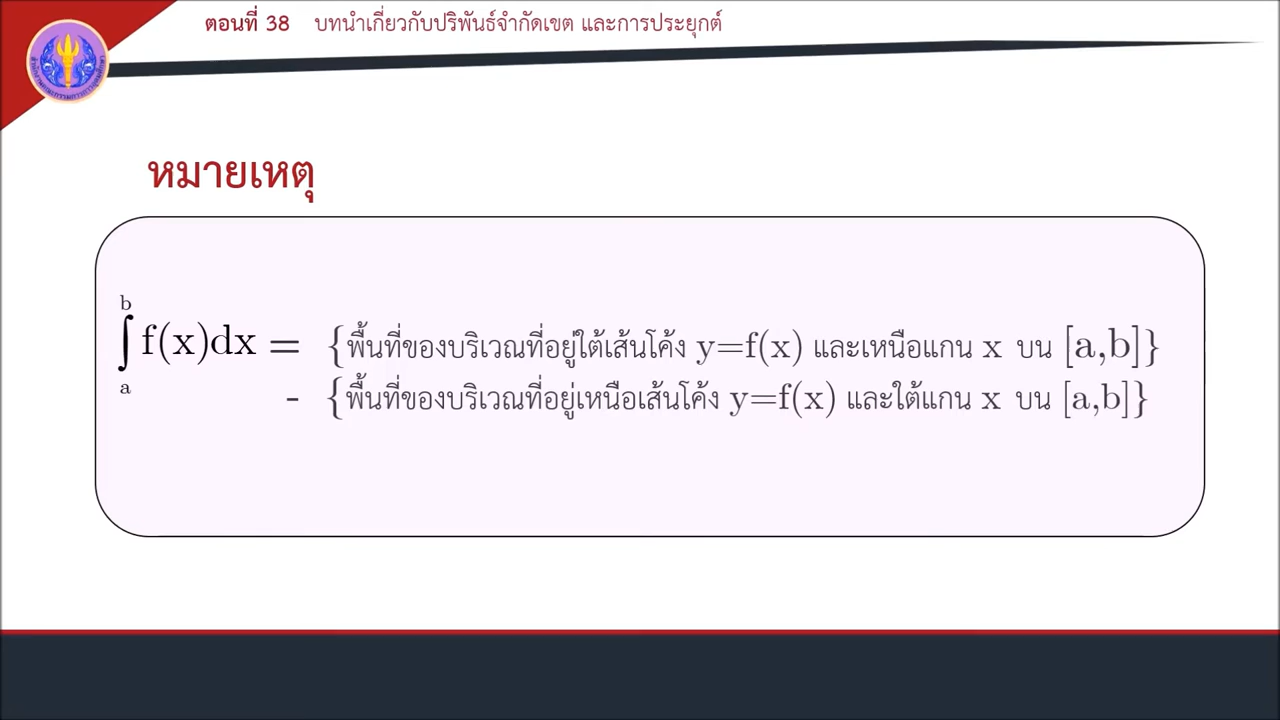 ตอนที่ 38 บทนำเกี่ยวกับปริพันธ์จำกัดเขต และการประยุกต์
หมายเหตุ
b
∫ f(x)dx = {พื้นที่ของบริเวณที่อยู่ใต้เส้นโค้ง y=f(x) และเหนือแกน x บน [a,b]}
a
- {พื้นที่ของบริเวณที่อยู่เหนือเส้นโค้ง y=f(x) และใต้แกน x บน [a,b]}